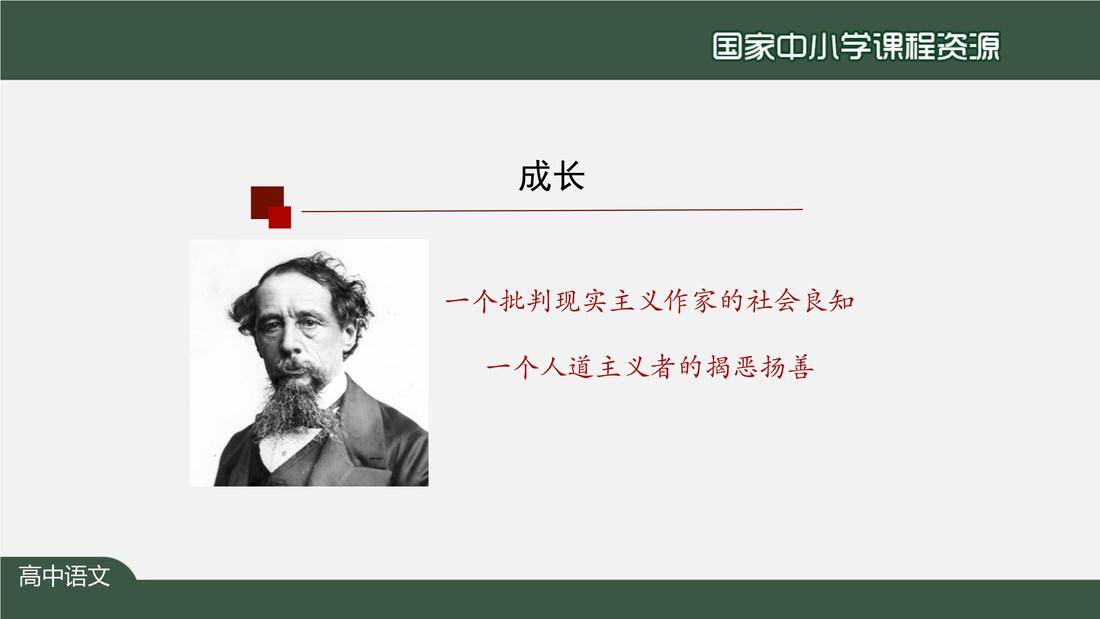 国家中小学课程资源
成长
一个批判现实主义作家的社会良知
一个人道主义者的揭恶扬善
高中语文